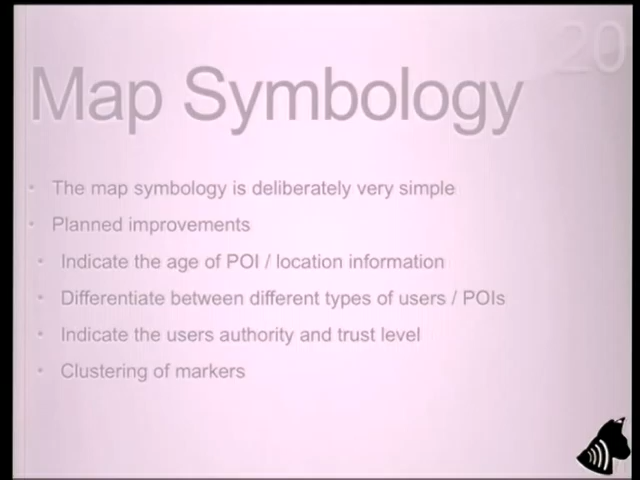 20
Map Symbology
• The map symbology is deliberately very simple
• Planned improvements
• Indicate the age of POI / location information
• Differentiate between different types of users / POIs
• Indicate the users authority and trust level
• Clustering of markers